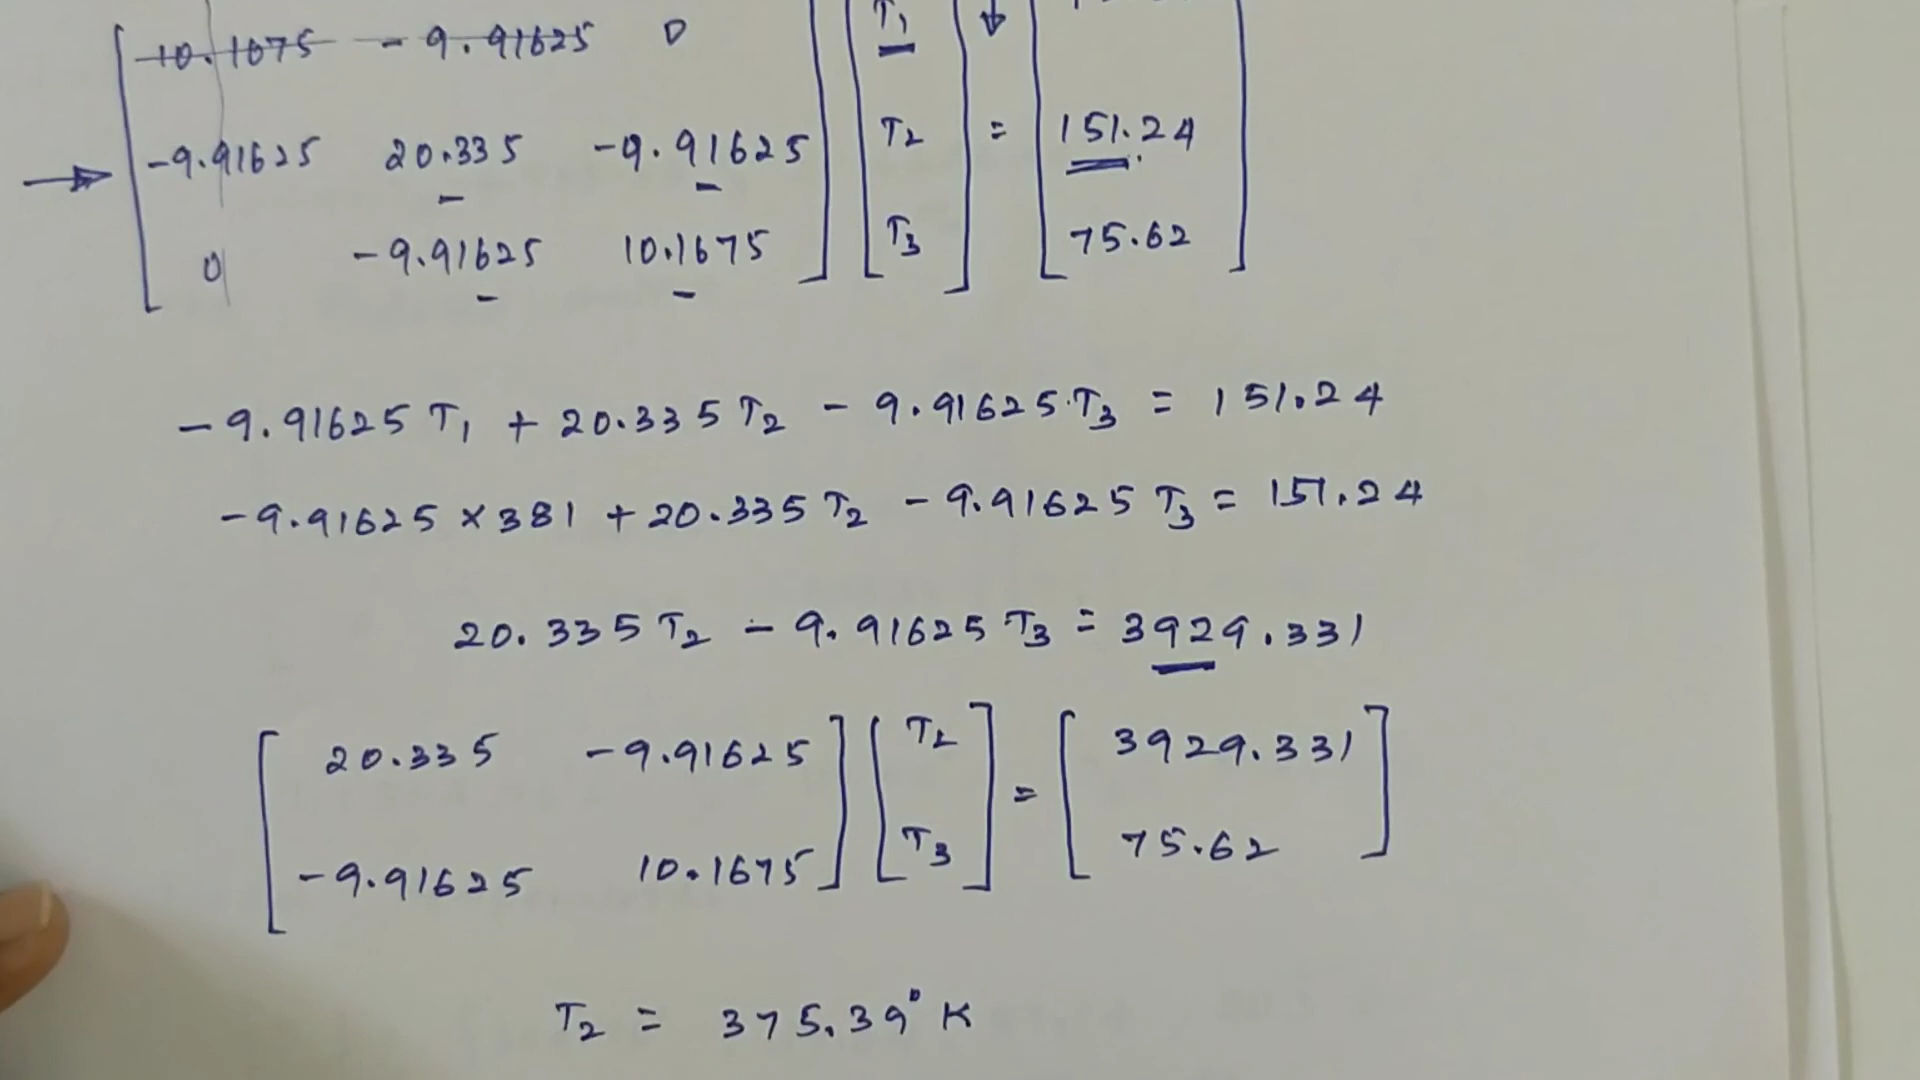 10.1675 -9.91625 0 T1
-9.91625 20.335 -9.91625 T2 = 151.24
0 -9.91625 10.1675 T3 75.62
-9.91625 T1 + 20.335 T2 - 9.91625 T3 = 151.24
-9.91625 x 381 + 20.335 T2 - 9.91625 T3 = 151.24
20.335 T2 - 9.91625 T3 = 3929.331
[ 20.335 -9.91625 ] [ T2 ] = [ 3929.331 ]
[ -9.91625 10.1675 ] [ T3 ] [ 75.62 ]
T2 = 375.39° K